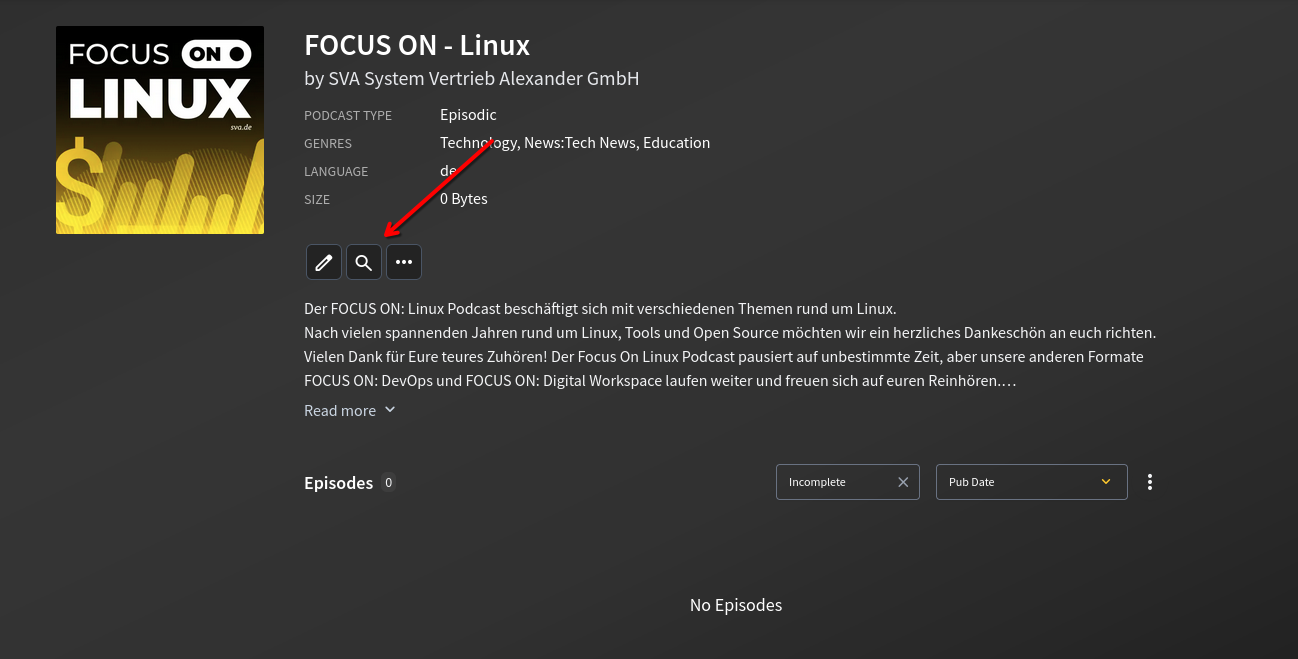 FOCUS ON
LINUX
sva.de
$
FOCUS ON - Linux
by SVA System Vertrieb Alexander GmbH
PODCAST TYPE Episodic
GENRES Technology, News:Tech News, Education
LANGUAGE de
SIZE 0 Bytes
Der FOCUS ON: Linux Podcast beschäftigt sich mit verschiedenen Themen rund um Linux.
Nach vielen spannenden Jahren rund um Linux, Tools und Open Source möchten wir ein herzliches Dankeschön an euch richten.
Vielen Dank für Eure teures Zuhören! Der Focus On Linux Podcast pausiert auf unbestimmte Zeit, aber unsere anderen Formate
FOCUS ON: DevOps und FOCUS ON: Digital Workspace laufen weiter und freuen sich auf euren Reinhören.…
Read more
Episodes 0
Incomplete
Pub Date
No Episodes